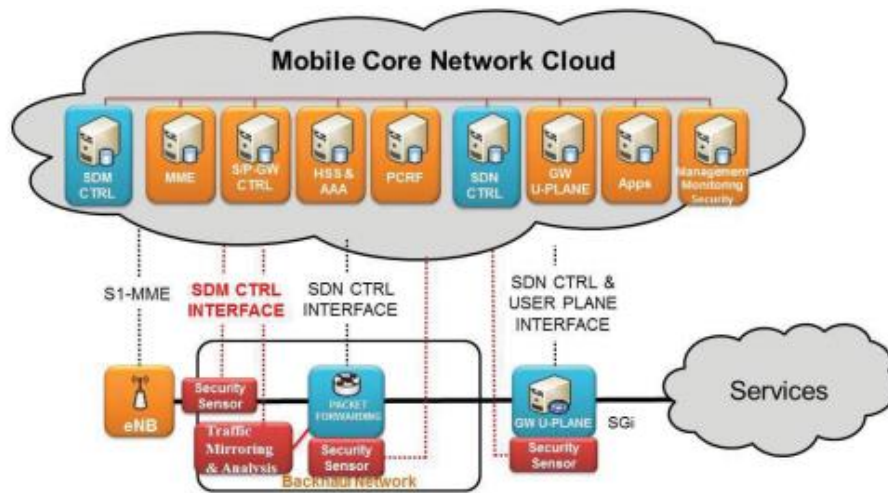 Mobile Core Network Cloud
SDM
CTRL
MME
S/P-GW
CTRL
HSS &
AAA
PCRF
SDN
CTRL
GW
U-PLANE
Apps
Management
Monitoring
Security
S1-MME
SDM CTRL
INTERFACE
SDN CTRL
INTERFACE
SDN CTRL &
USER PLANE
INTERFACE
eNB
Security
Sensor
Traffic
Mirroring
& Analysis
PACKET
FORWARDING
Security
Sensor
Backhaul Network
GW U-PLANE
Security
Sensor
SGi
Services